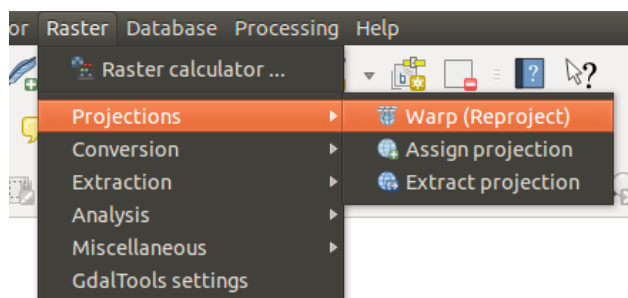 or Raster Database Processing Help
Raster calculator ...
Projections
Warp (Reproject)
Conversion
Assign projection
Extraction
Extract projection
Analysis
Miscellaneous
GdalTools settings